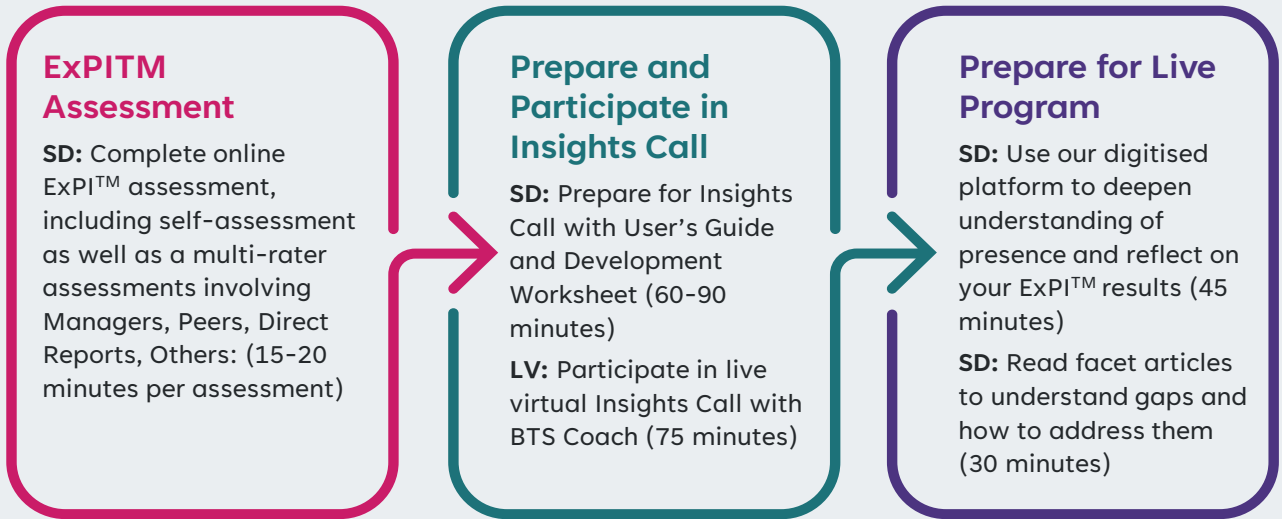 ExPITM
Assessment
SD: Complete online
ExPI™ assessment,
including self-assessment
as well as a multi-rater
assessments involving
Managers, Peers, Direct
Reports, Others: (15-20
minutes per assessment)
Prepare and
Participate in
Insights Call
SD: Prepare for Insights
Call with User's Guide
and Development
Worksheet (60-90
minutes)
LV: Participate in live
virtual Insights Call with
BTS Coach (75 minutes)
Prepare for Live
Program
SD: Use our digitised
platform to deepen
understanding of
presence and reflect on
your ExPI™ results (45
minutes)
SD: Read facet articles
to understand gaps and
how to address them
(30 minutes)